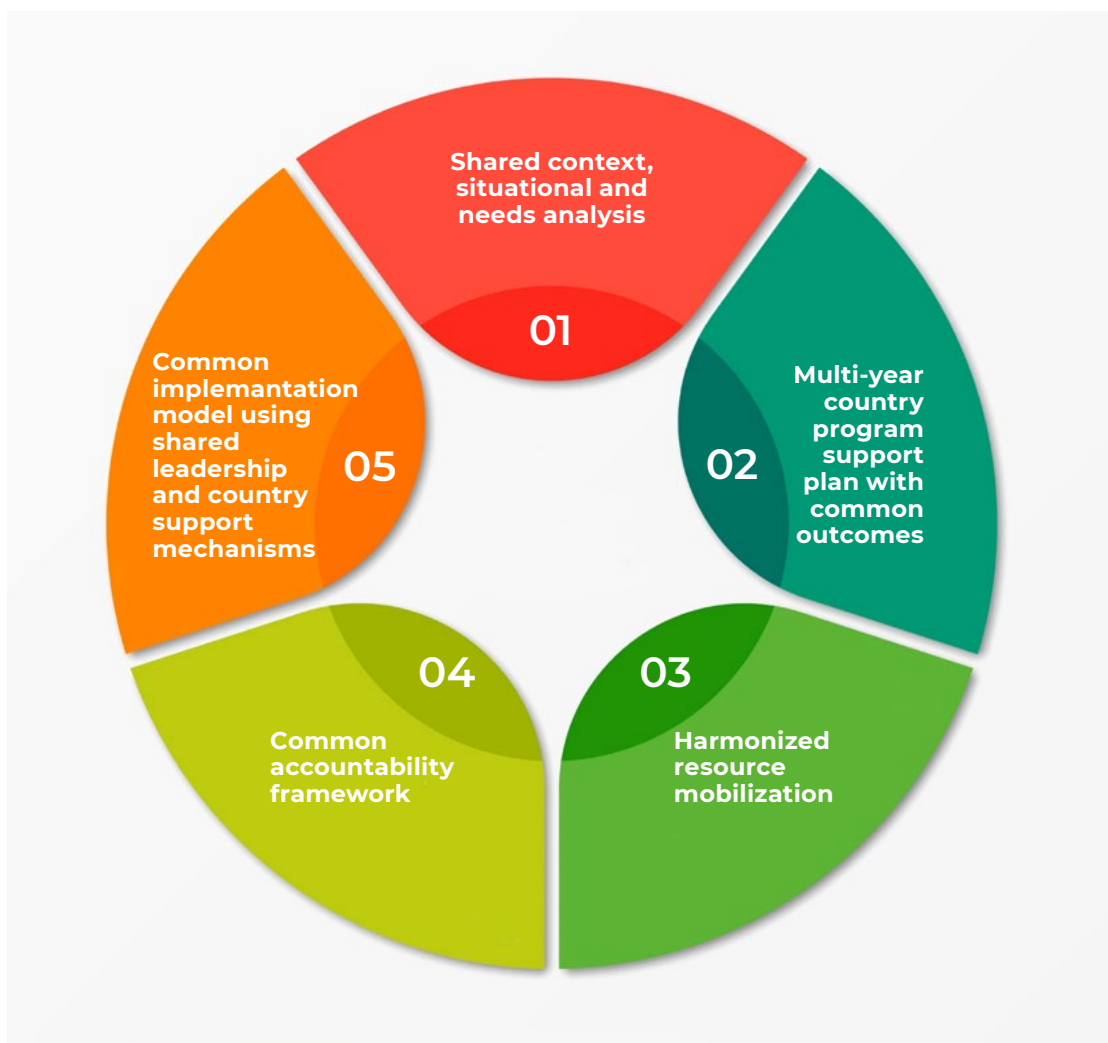 Shared context,
situational and
needs analysis
01
Multi-year
country
program
support
plan with
common
outcomes
02
Harmonized
resource
mobilization
03
Common
accountability
framework
04
Common
implemantation
model using
shared
leadership
and country
support
mechanisms
05